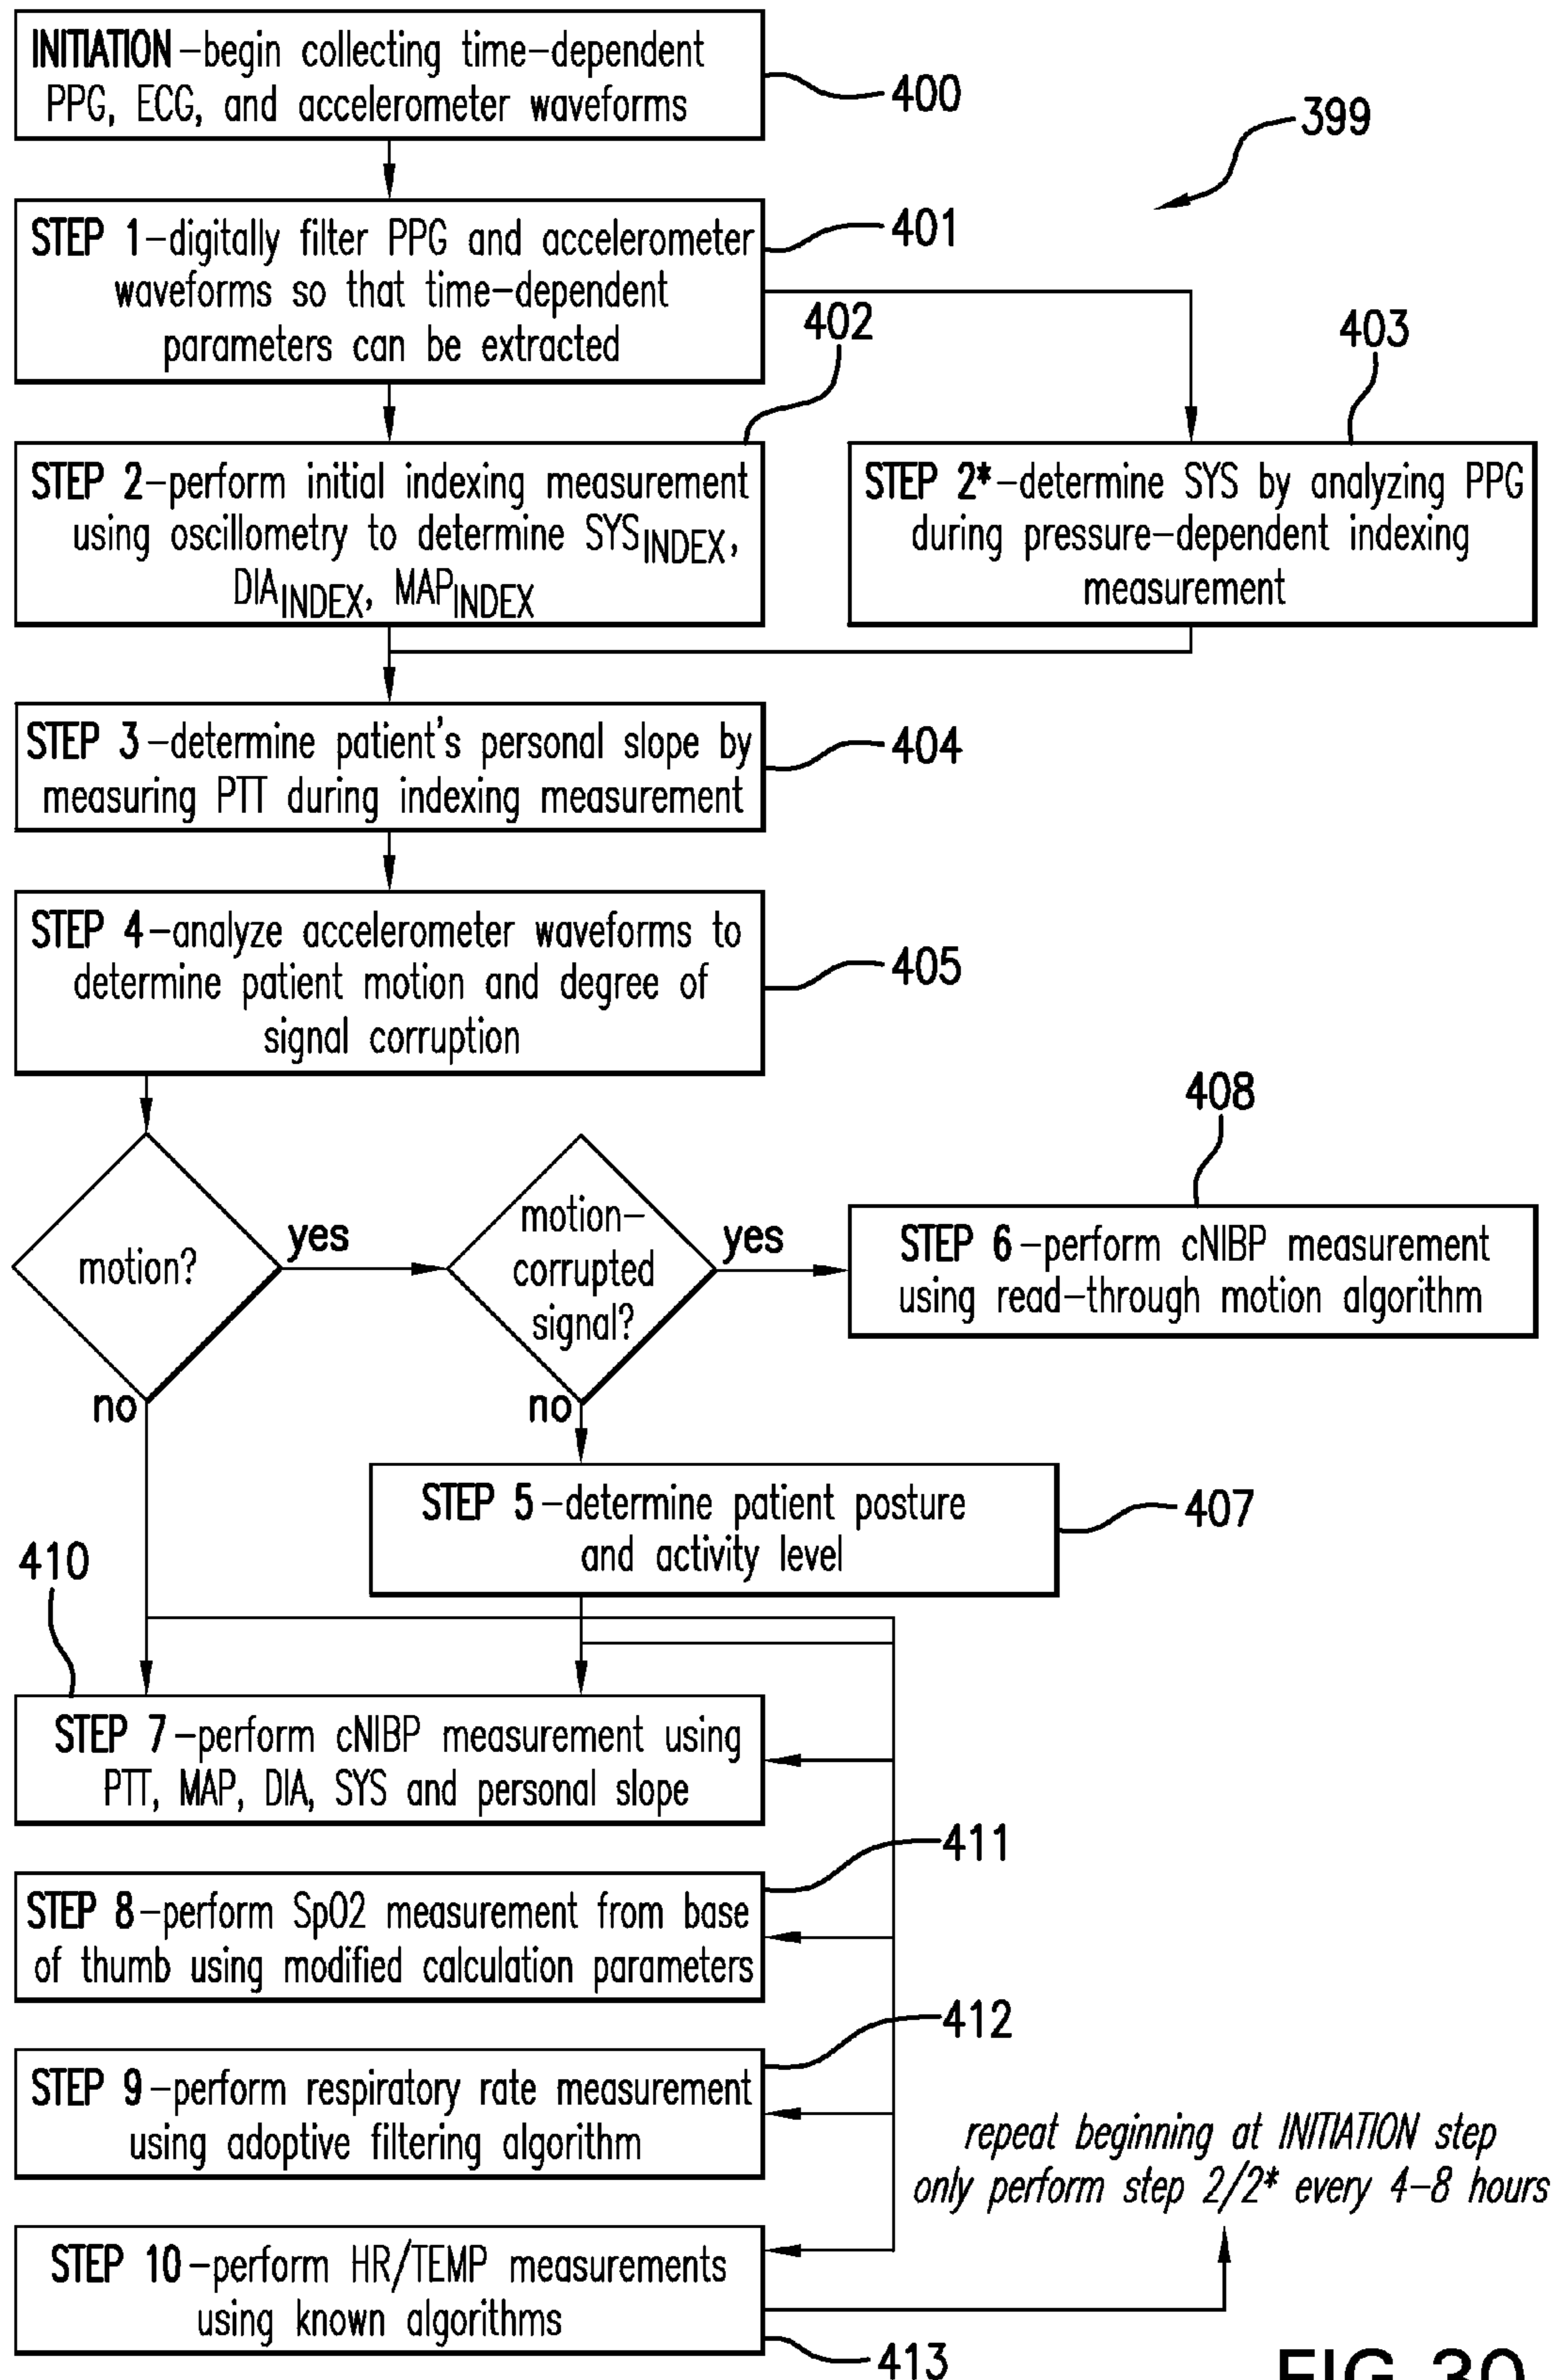 INITIATION-begin collecting time-dependent
PPG, ECG, and accelerometer waveforms
400
399
STEP 1-digitally filter PPG and accelerometer
waveforms so that time-dependent
parameters can be extracted
401
402
403
STEP 2-perform initial indexing measurement
using oscillometry to determine SYSINDEX,
DIAINDEX, MAPINDEX
STEP 2*-determine SYS by analyzing PPG
during pressure-dependent indexing
measurement
STEP 3-determine patient's personal slope by
measuring PTT during indexing measurement
404
STEP 4-analyze accelerometer waveforms to
determine patient motion and degree of
signal corruption
405
motion?
yes
no
motion-
corrupted
signal?
yes
no
408
STEP 6-perform cNIBP measurement
using read-through motion algorithm
STEP 5-determine patient posture
and activity level
407
410
STEP 7-perform cNIBP measurement using
PTT, MAP, DIA, SYS and personal slope
411
STEP 8-perform SpO2 measurement from base
of thumb using modified calculation parameters
412
STEP 9-perform respiratory rate measurement
using adoptive filtering algorithm
repeat beginning at INITIATION step
only perform step 2/2* every 4-8 hours
STEP 10-perform HR/TEMP measurements
using known algorithms
413
FIG.30